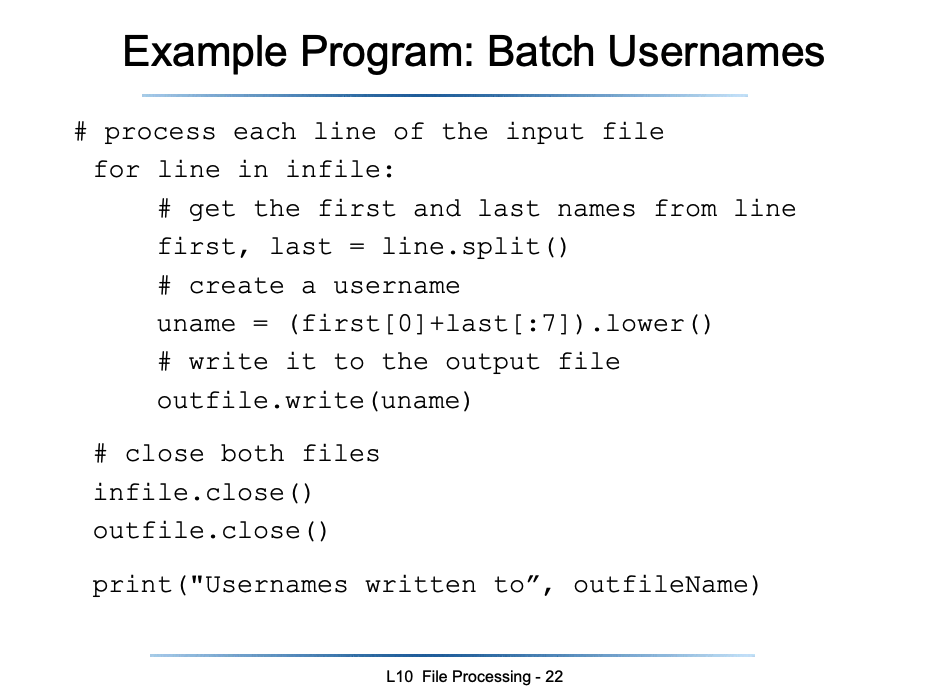 Example Program: Batch Usernames
# process each line of the input file
for line in infile:
# get the first and last names from line
first, last = line.split()
# create a username
uname = (first[0]+last[:7]).lower()
# write it to the output file
outfile.write(uname)
# close both files
infile.close()
outfile.close()
print("Usernames written to”, outfileName)
L10 File Processing - 22